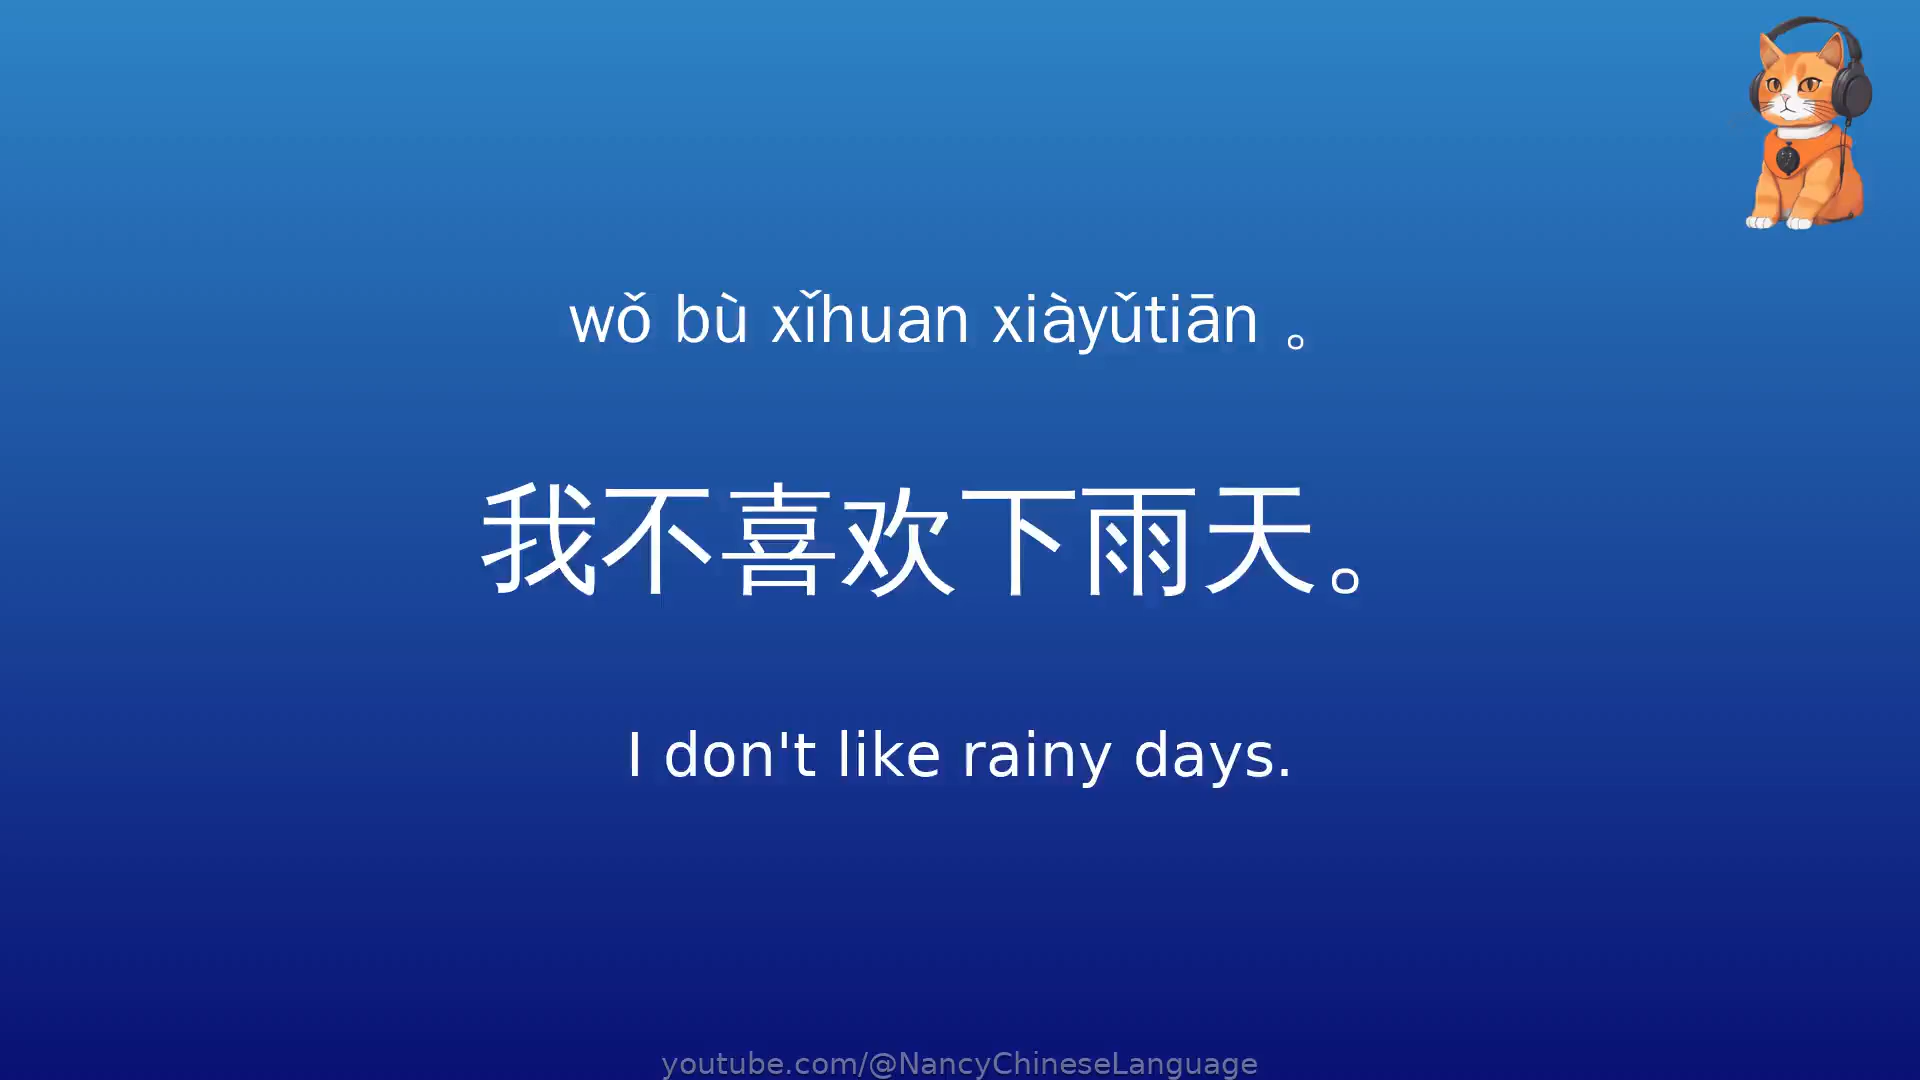 wǒ bù xǐhuan xiàyǔtiān 。
我不喜欢下雨天。
I don't like rainy days.
youtube.com/@NancyChineseLanguage